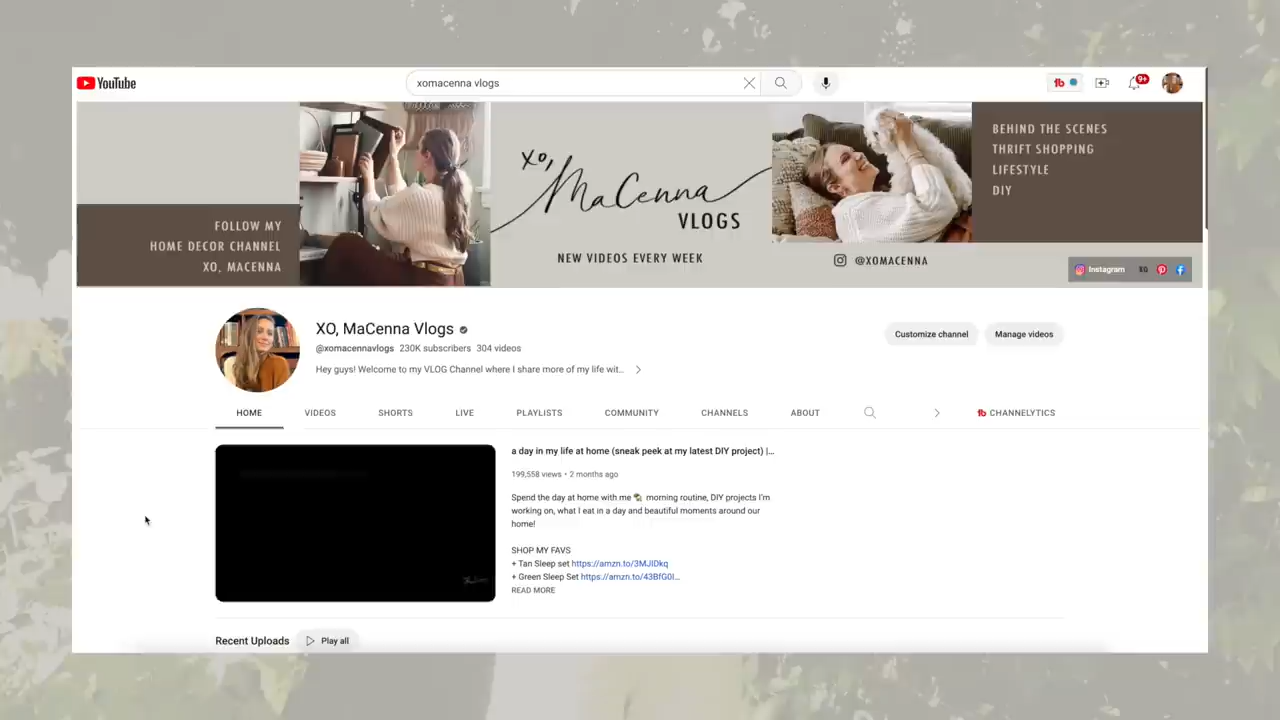 YouTube
xomacenna vlogs
9+
FOLLOW MY
HOME DECOR CHANNEL
XO, MACENNA
XO,
MaCenna
VLOGS
NEW VIDEOS EVERY WEEK
BEHIND THE SCENES
THRIFT SHOPPING
LIFESTYLE
DIY
@XOMACENNA
Instagram
XO, MaCenna Vlogs
@xomacennavlogs 230K subscribers 304 videos
Hey guys! Welcome to my VLOG Channel where I share more of my life wit...
Customize channel
Manage videos
HOME VIDEOS SHORTS LIVE PLAYLISTS COMMUNITY CHANNELS ABOUT CHANNELYTICS
a day in my life at home (sneak peek at my latest DIY project) |...
199,558 views • 2 months ago
Spend the day at home with me 💐 morning routine, DIY projects I'm
working on, what I eat in a day and beautiful moments around our
home!
SHOP MY FAVS
+ Tan Sleep set https://amzn.to/3MJIDkq
+ Green Sleep Set https://amzn.to/43BfG0I...
READ MORE
Recent Uploads
Play all